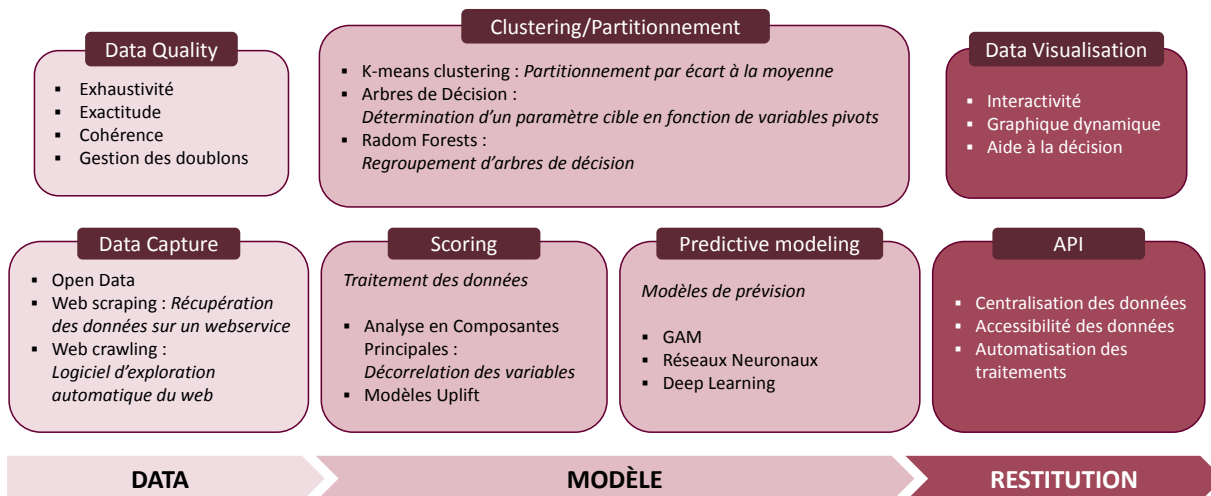 Data Quality
▪ Exhaustivité
▪ Exactitude
▪ Cohérence
▪ Gestion des doublons
Clustering/Partitionnement
▪ K-means clustering : Partitionnement par écart à la moyenne
▪ Arbres de Décision :
Détermination d'un paramètre cible en fonction de variables pivots
▪ Radom Forests :
Regroupement d'arbres de décision
Data Visualisation
▪ Interactivité
▪ Graphique dynamique
▪ Aide à la décision
Data Capture
▪ Open Data
▪ Web scraping : Récupération
des données sur un webservice
▪ Web crawling :
Logiciel d'exploration
automatique du web
Scoring
Traitement des données
▪ Analyse en Composantes
Principales :
Décorrelation des variables
▪ Modèles Uplift
Predictive modeling
Modèles de prévision
▪ GAM
▪ Réseaux Neuronaux
▪ Deep Learning
API
▪ Centralisation des données
▪ Accessibilité des données
▪ Automatisation des
traitements
DATA
MODÈLE
RESTITUTION